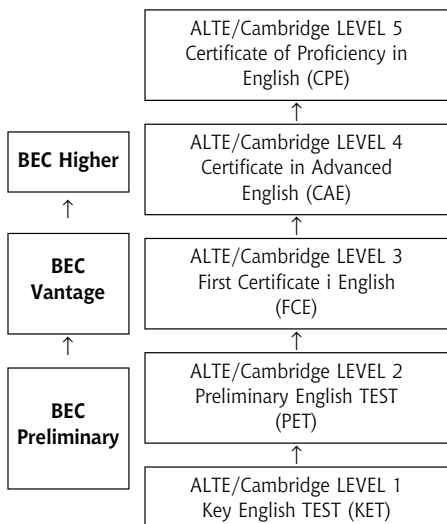 ALTE/Cambridge LEVEL 5
Certificate of Proficiency in
English (CPE)
↑
BEC Higher
ALTE/Cambridge LEVEL 4
Certificate in Advanced
English (CAE)
↑
↑
BEC
Vantage
ALTE/Cambridge LEVEL 3
First Certificate i English
(FCE)
↑
↑
BEC
Preliminary
ALTE/Cambridge LEVEL 2
Preliminary English TEST
(PET)
↑
ALTE/Cambridge LEVEL 1
Key English TEST (KET)